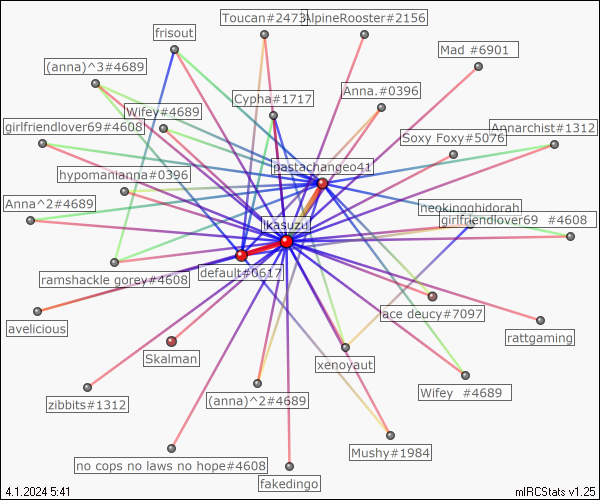 Toucan#2473
AlpineRooster#2156
frisout
Mad #6901
(anna)^3#4689
Anna.#0396
Cypha#1717
Wifey#4689
girlfriendlover69#4608
Annarchist#1312
Soxy Foxy#5076
pastachangeo41
hypomanianna#0396
Anna^2#4689
neokingghidorah
girlfriendlover69 #4608
ikasuzu
default#0617
ramshackle gorey#4608
lace deucy#7097
avelicious
rattgaming
Skalman
xenoyaut
Wifey #4689
(anna)^2#4689
zibbits#1312
Mushy#1984
no cops no laws no hope#4608
fakedingo
4.1.2024 5:41
mIRCStats v1.25